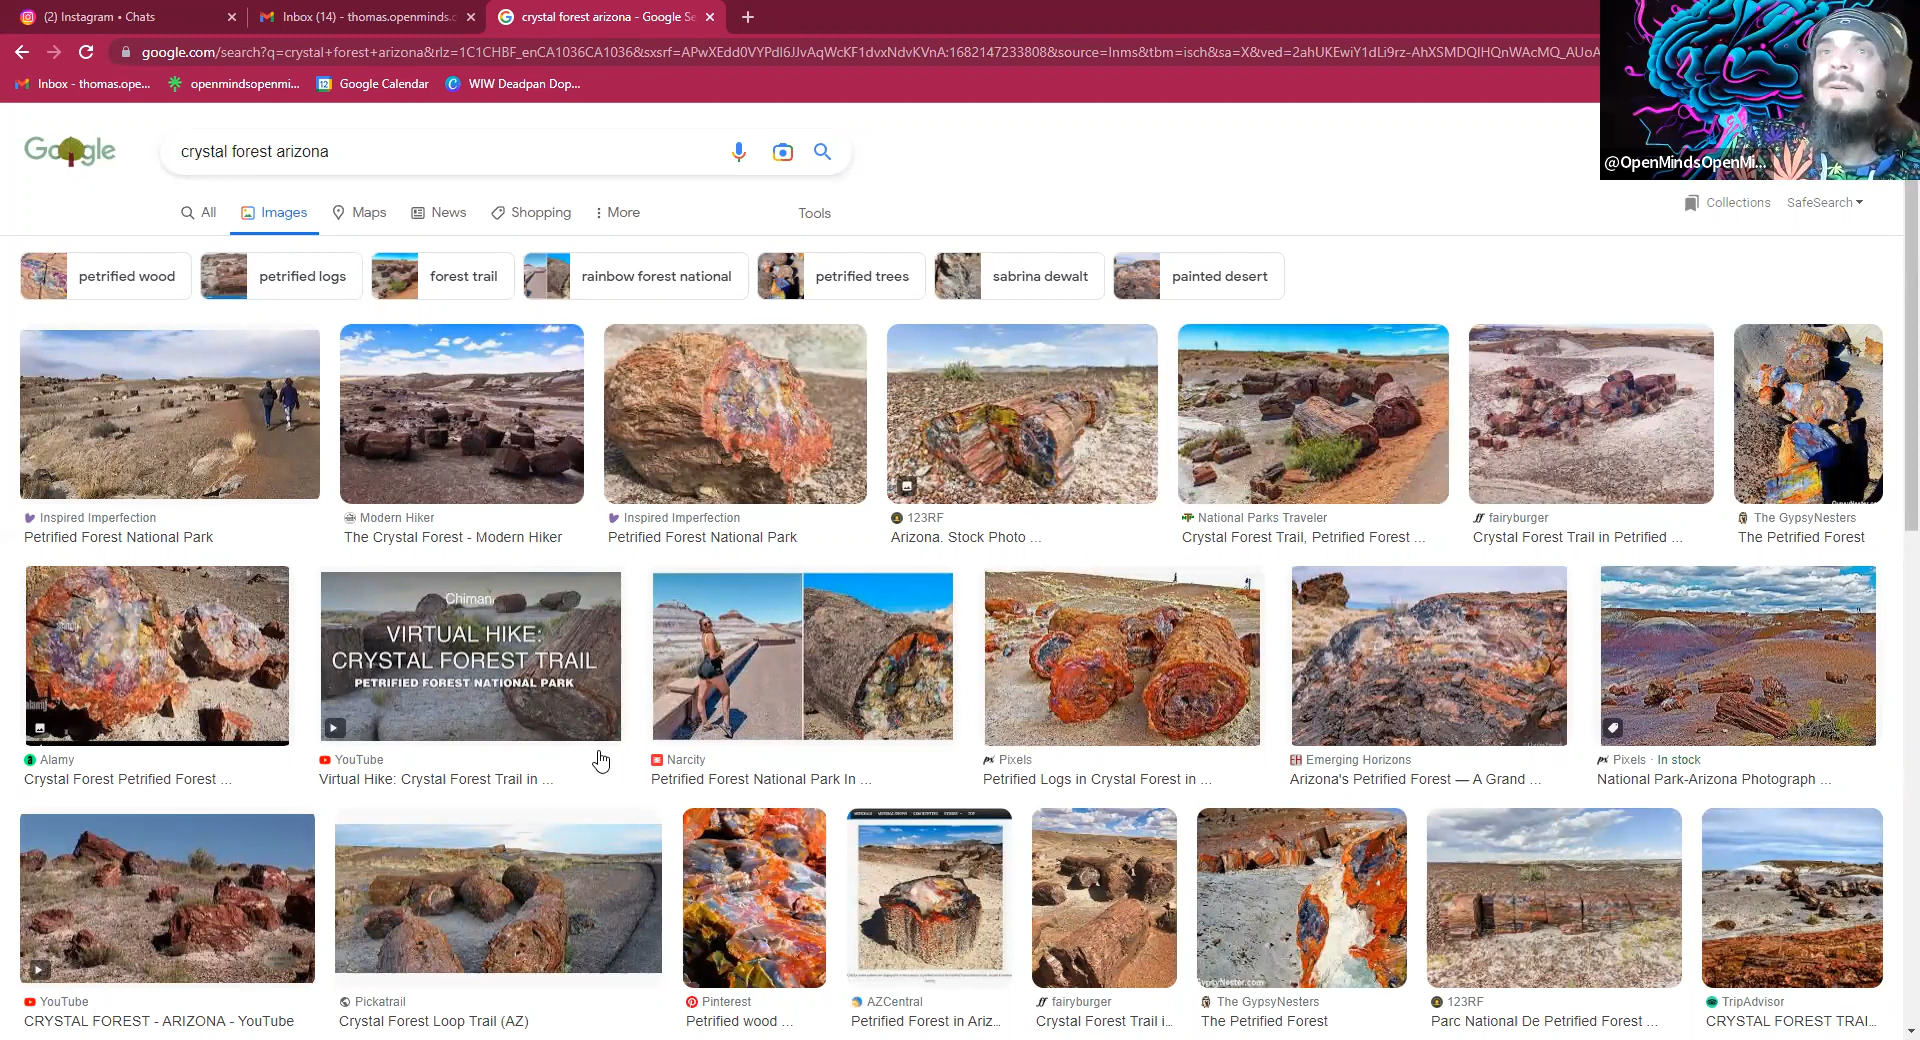 (2) Instagram • Chats
Inbox (14) - thomas.openminds.c
crystal forest arizona - Google Se
google.com/search?q=crystal+forest+arizona&rlz=1C1CHBF_enCA1036CA1036&sxsrf=APwXEdd0VYPdl6JJvAqWcKF1dvxNdvKVnA:1682147233808&source=lnms&tbm=isch&sa=X&ved=2ahUKEwiY1dLi9rz-AhXSMDQIHQnWAcMQ_AUoA
Inbox - thomas.ope...
openmindsopenmi...
Google Calendar
WIW Deadpan Dop...
@OpenMindsOpenMi...
Google
crystal forest arizona
All
Images
Maps
News
Shopping
More
Tools
Collections
SafeSearch
petrified wood
petrified logs
forest trail
rainbow forest national
petrified trees
sabrina dewalt
painted desert
Inspired Imperfection
Petrified Forest National Park
Modern Hiker
The Crystal Forest - Modern Hiker
Inspired Imperfection
Petrified Forest National Park
123RF
Arizona. Stock Photo ...
National Parks Traveler
Crystal Forest Trail, Petrified Forest ...
fairyburger
Crystal Forest Trail in Petrified ...
The GypsyNesters
The Petrified Forest
Chiman
VIRTUAL HIKE:
CRYSTAL FOREST TRAIL
PETRIFIED FOREST NATIONAL PARK
Alamy
Crystal Forest Petrified Forest ...
YouTube
Virtual Hike: Crystal Forest Trail in ...
Narcity
Petrified Forest National Park In ...
Pixels
Petrified Logs in Crystal Forest in ...
Emerging Horizons
Arizona's Petrified Forest — A Grand ...
Pixels · In stock
National Park-Arizona Photograph ...
GypsyNester.com
YouTube
CRYSTAL FOREST - ARIZONA - YouTube
Pickatrail
Crystal Forest Loop Trail (AZ)
Pinterest
Petrified wood ...
AZCentral
Petrified Forest in Ariz...
fairyburger
Crystal Forest Trail i...
The GypsyNesters
The Petrified Forest
123RF
Parc National De Petrified Forest ...
TripAdvisor
CRYSTAL FOREST TRAI...